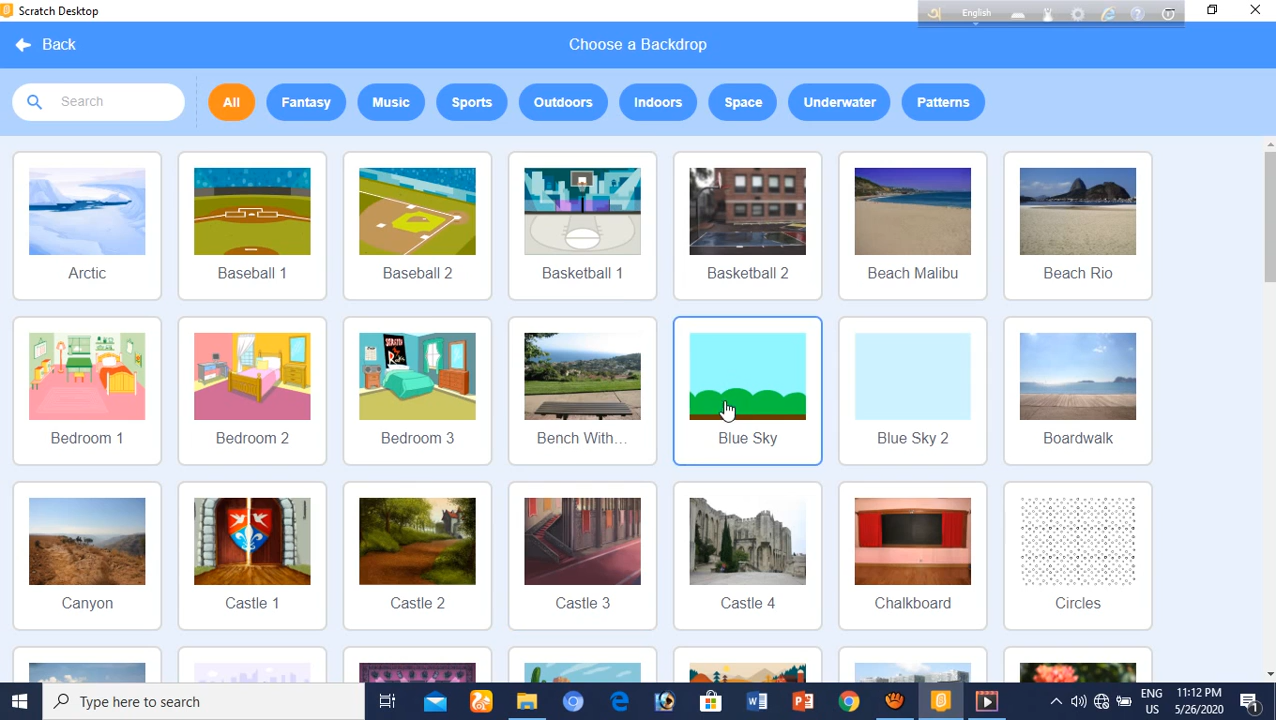 Scratch Desktop
English
Back
Choose a Backdrop
Search
All
Fantasy
Music
Sports
Outdoors
Indoors
Space
Underwater
Patterns
Arctic
Baseball 1
Baseball 2
Basketball 1
Basketball 2
Beach Malibu
Beach Rio
Bedroom 1
Bedroom 2
Bedroom 3
Bench With...
Blue Sky
Blue Sky 2
Boardwalk
Canyon
Castle 1
Castle 2
Castle 3
Castle 4
Chalkboard
Circles
Type here to search
ENG
US
11:12 PM
5/26/2020
1